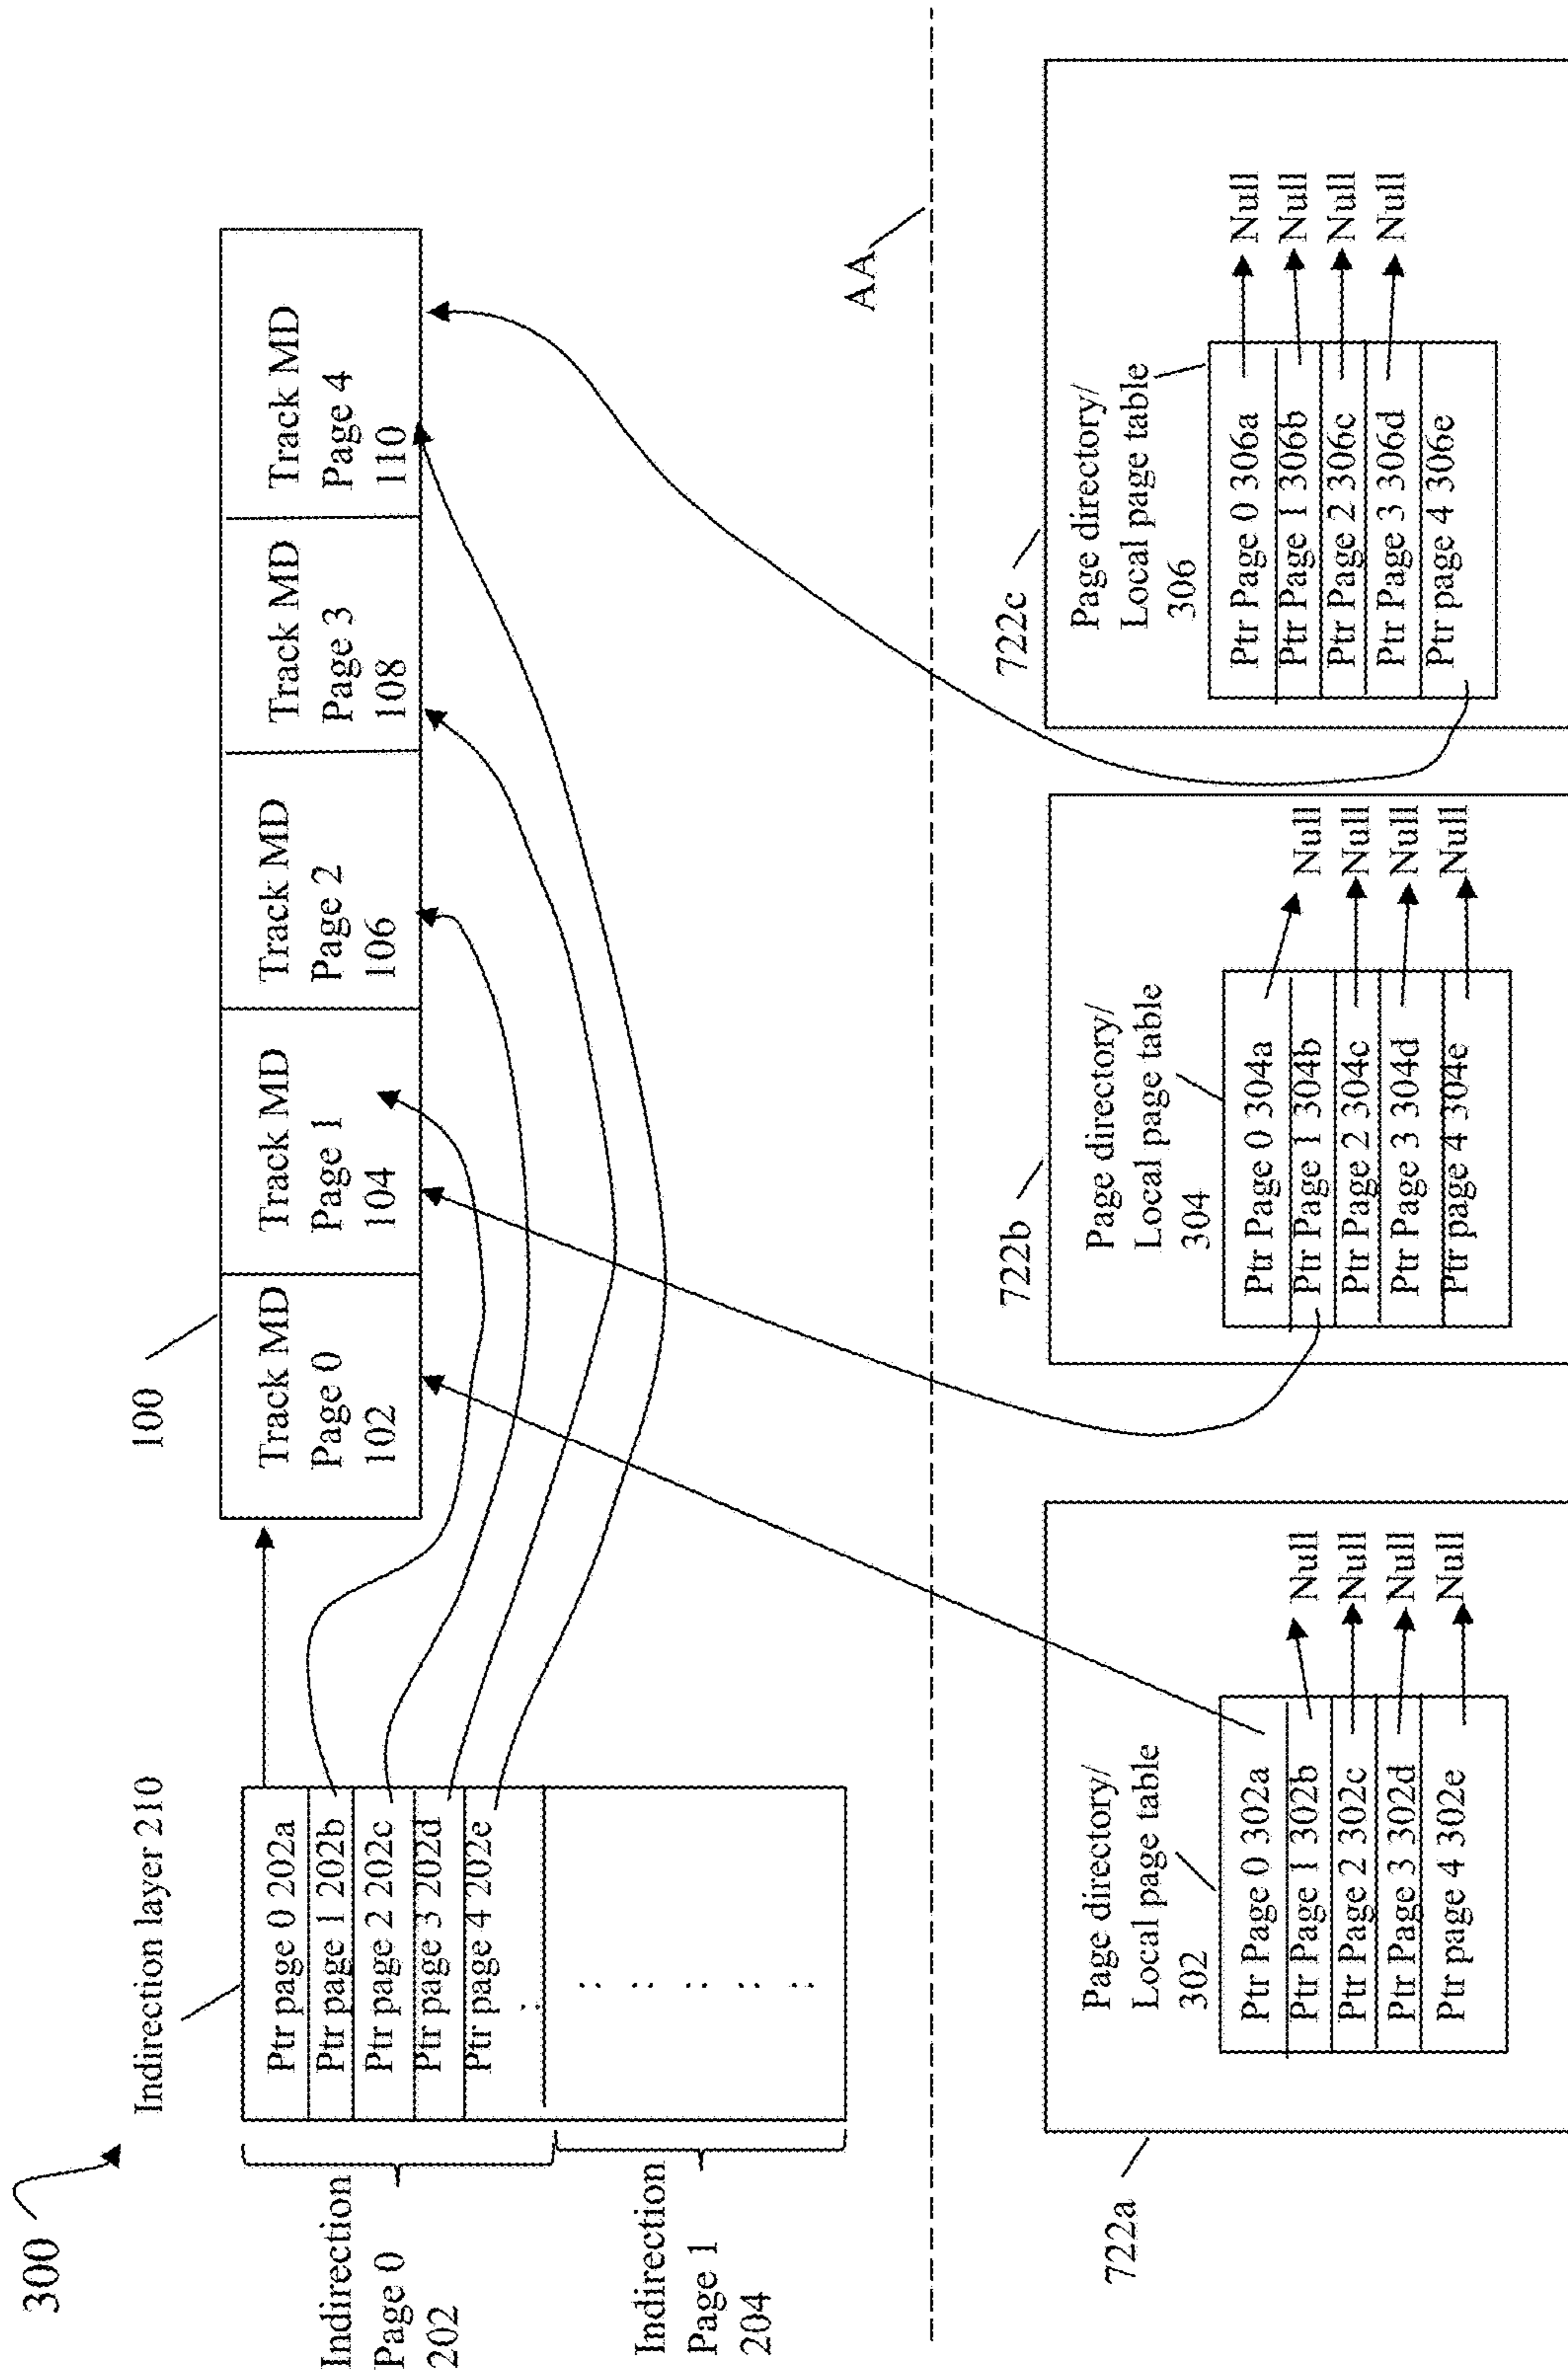 300
Indirection layer 210
Indirection
Page 0
202
Indirection
Page 1
204
Ptr page 0 202a
Ptr page 1 202b
Ptr page 2 202c
Ptr page 3 202d
Ptr page 4 202e
..
..
..
..
..
..
100
Track MD
Page 0
102
Track MD
Page 1
104
Track MD
Page 2
106
Track MD
Page 3
108
Track MD
Page 4
110
AA
722a
Page directory/
Local page table
302
Ptr Page 0 302a
Ptr Page 1 302b
Null
Ptr Page 2 302c
Null
Ptr Page 3 302d
Null
Ptr page 4 302e
Null
722b
Page directory/
Local page table
304
Ptr Page 0 304a
Null
Ptr Page 1 304b
Ptr Page 2 304c
Null
Ptr Page 3 304d
Null
Ptr page 4 304e
Null
722c
Page directory/
Local page table
306
Ptr Page 0 306a
Null
Ptr Page 1 306b
Null
Ptr Page 2 306c
Null
Ptr Page 3 306d
Null
Ptr page 4 306e